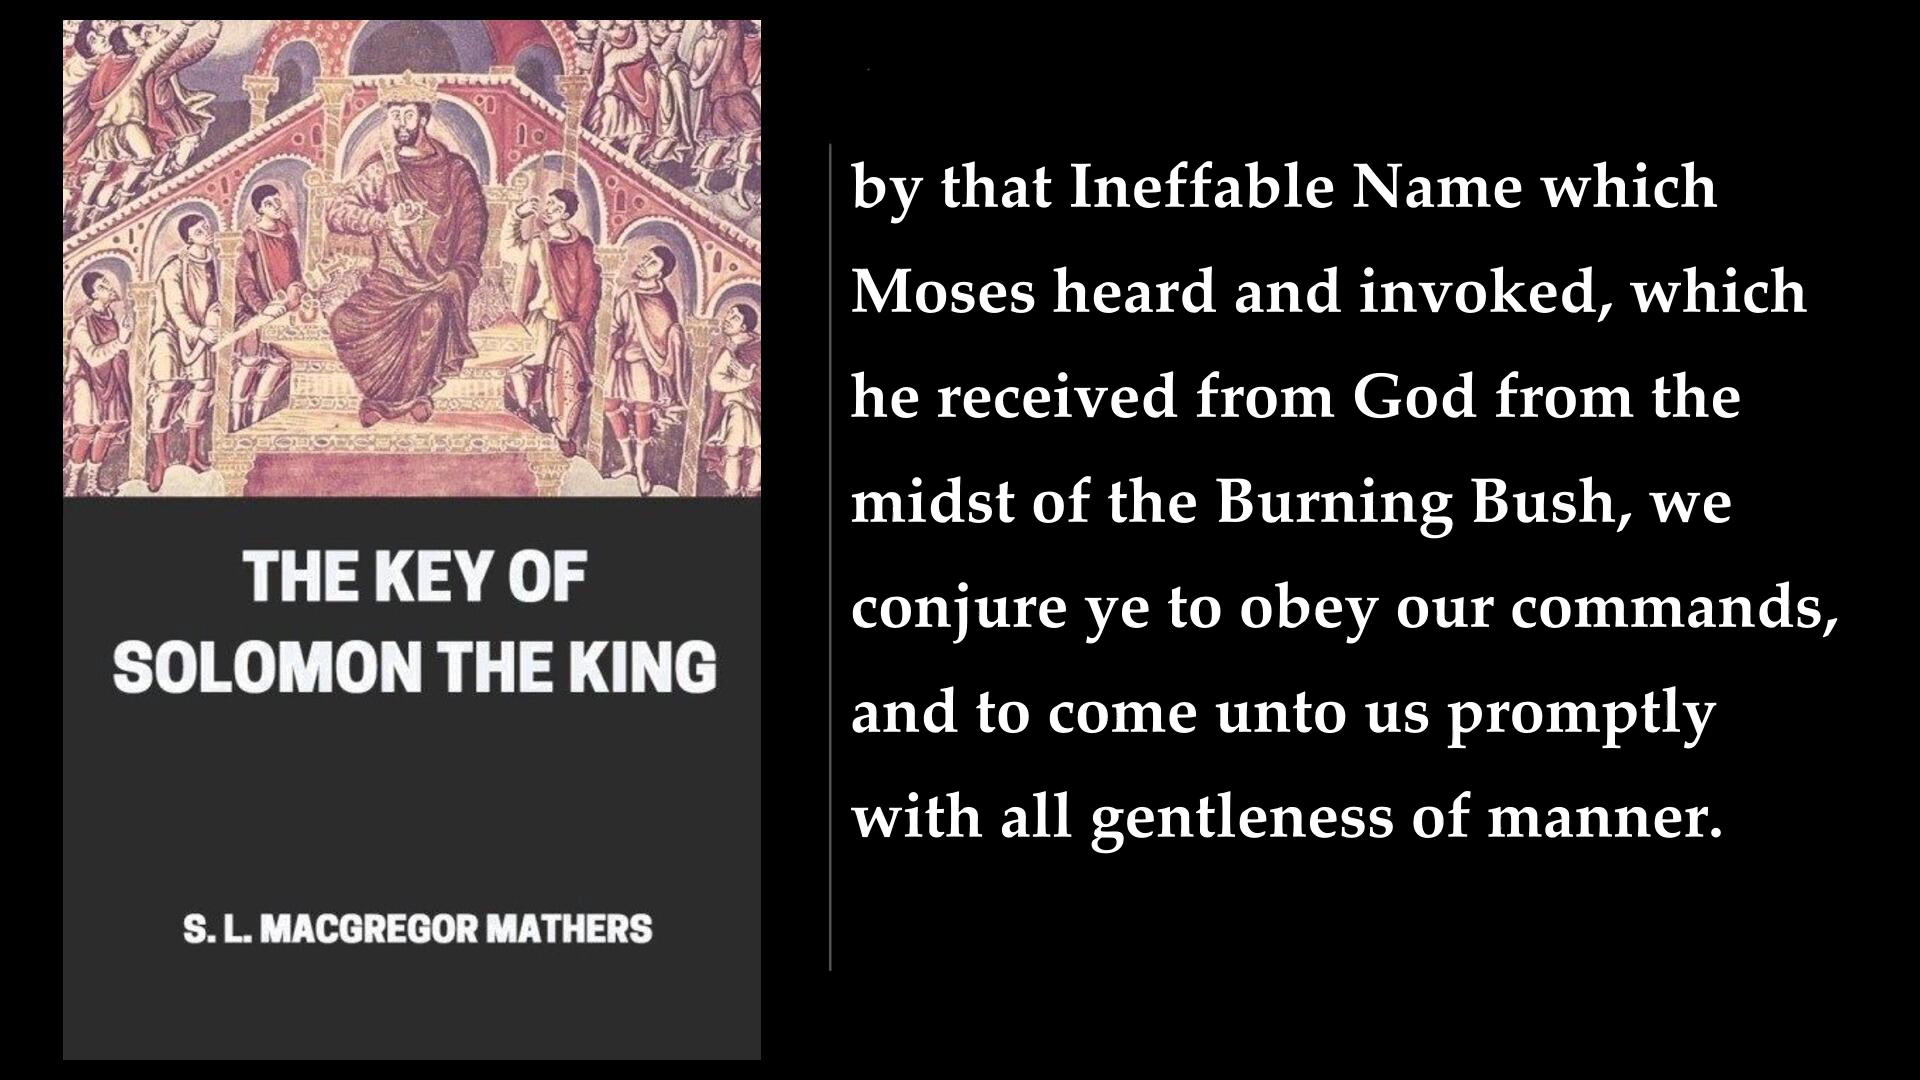 THE KEY OF
SOLOMON THE KING
S. L. MACGREGOR MATHERS
by that Ineffable Name which
Moses heard and invoked, which
he received from God from the
midst of the Burning Bush, we
conjure ye to obey our commands,
and to come unto us promptly
with all gentleness of manner.